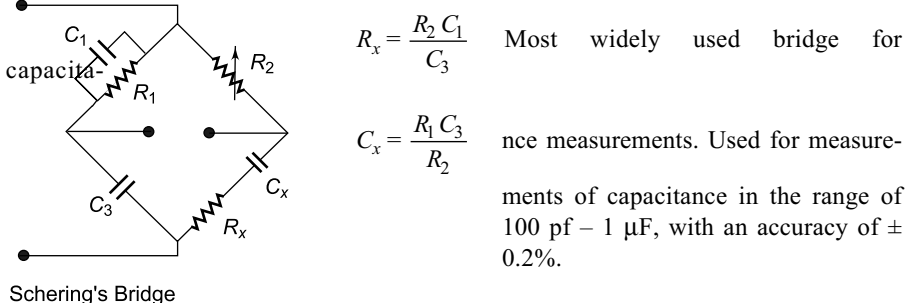 C1
R1
R2
C3
Cx
Rx
Schering's Bridge
Rx = R2 C1 / C3
Most widely used bridge for
capacita-
Cx = R1 C3 / R2
nce measurements. Used for measure-
ments of capacitance in the range of
100 pf – 1 μF, with an accuracy of ±
0.2%.